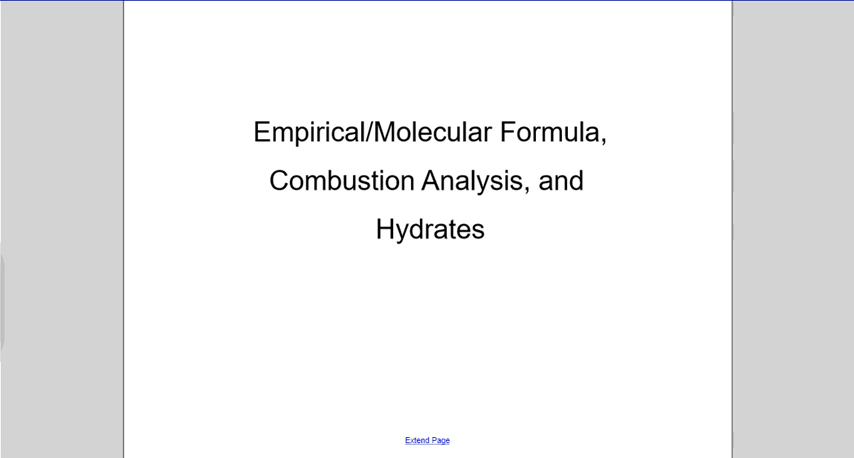 Empirical/Molecular Formula,
Combustion Analysis, and
Hydrates
Extend Page